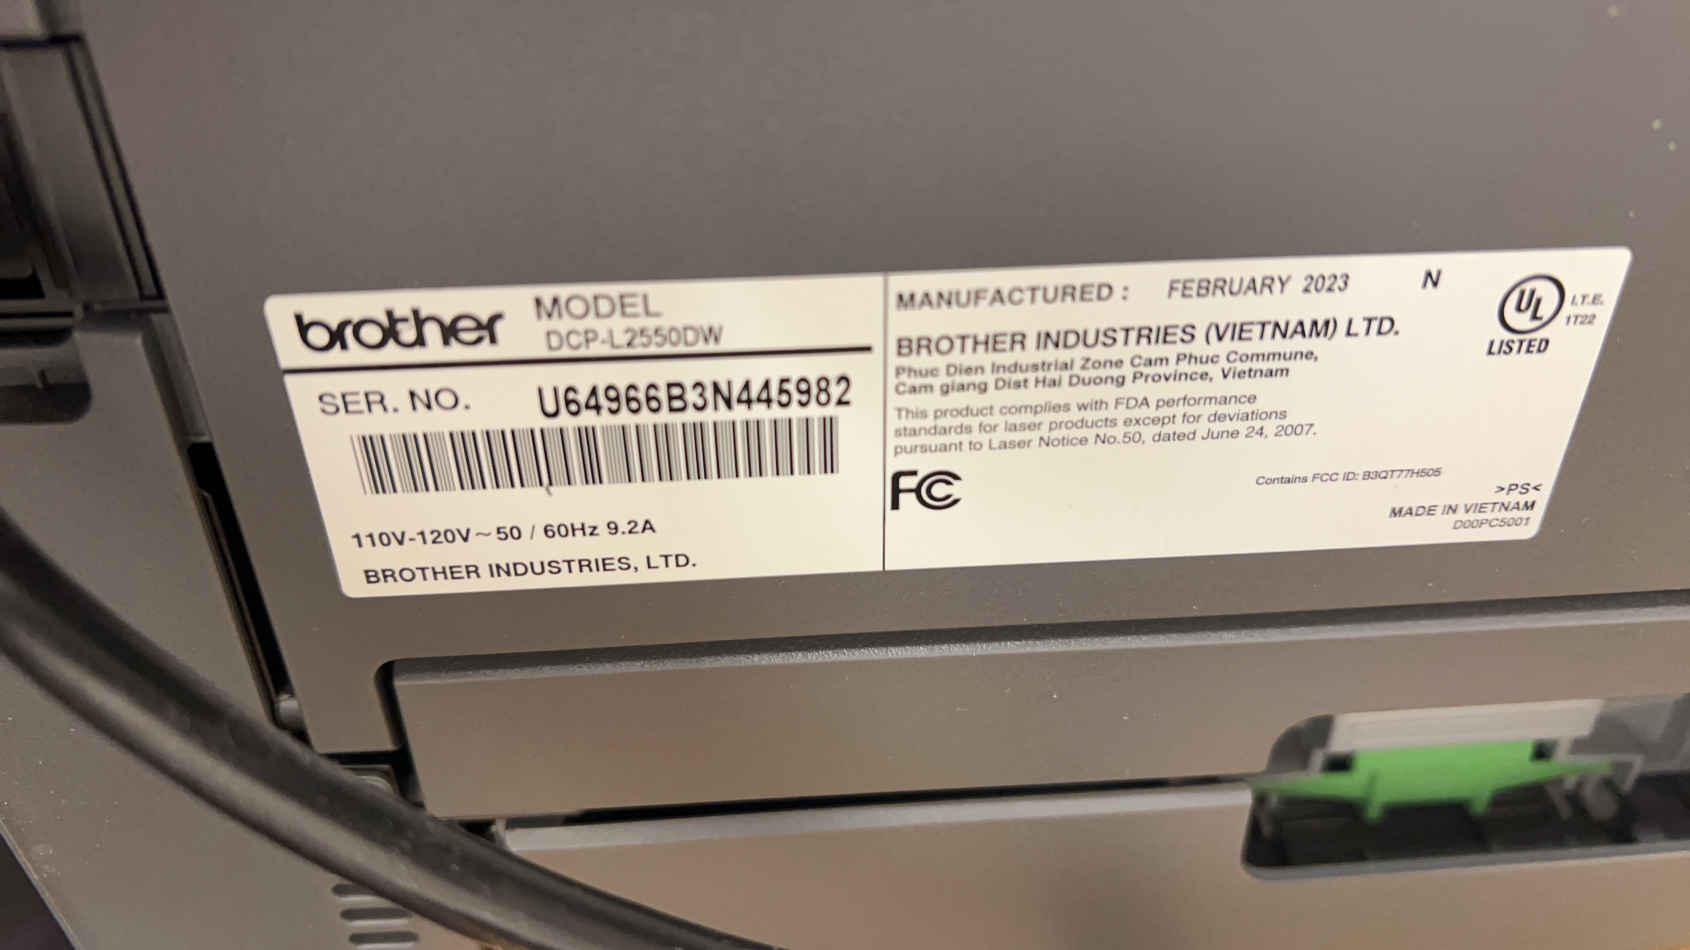 brother
MODEL
DCP-L2550DW
SER. NO. U64966B3N445982
110V-120V~50 / 60Hz 9.2A
BROTHER INDUSTRIES, LTD.
MANUFACTURED : FEBRUARY 2023 N
BROTHER INDUSTRIES (VIETNAM) LTD.
Phuc Dien Industrial Zone Cam Phuc Commune,
Cam giang Dist Hai Duong Province, Vietnam
This product complies with FDA performance
standards for laser products except for deviations
pursuant to Laser Notice No.50, dated June 24, 2007.
FC
Contains FCC ID: B3QT77H505
>PS<
MADE IN VIETNAM
D00PC5001
UL
I.T.E.
1T22
LISTED